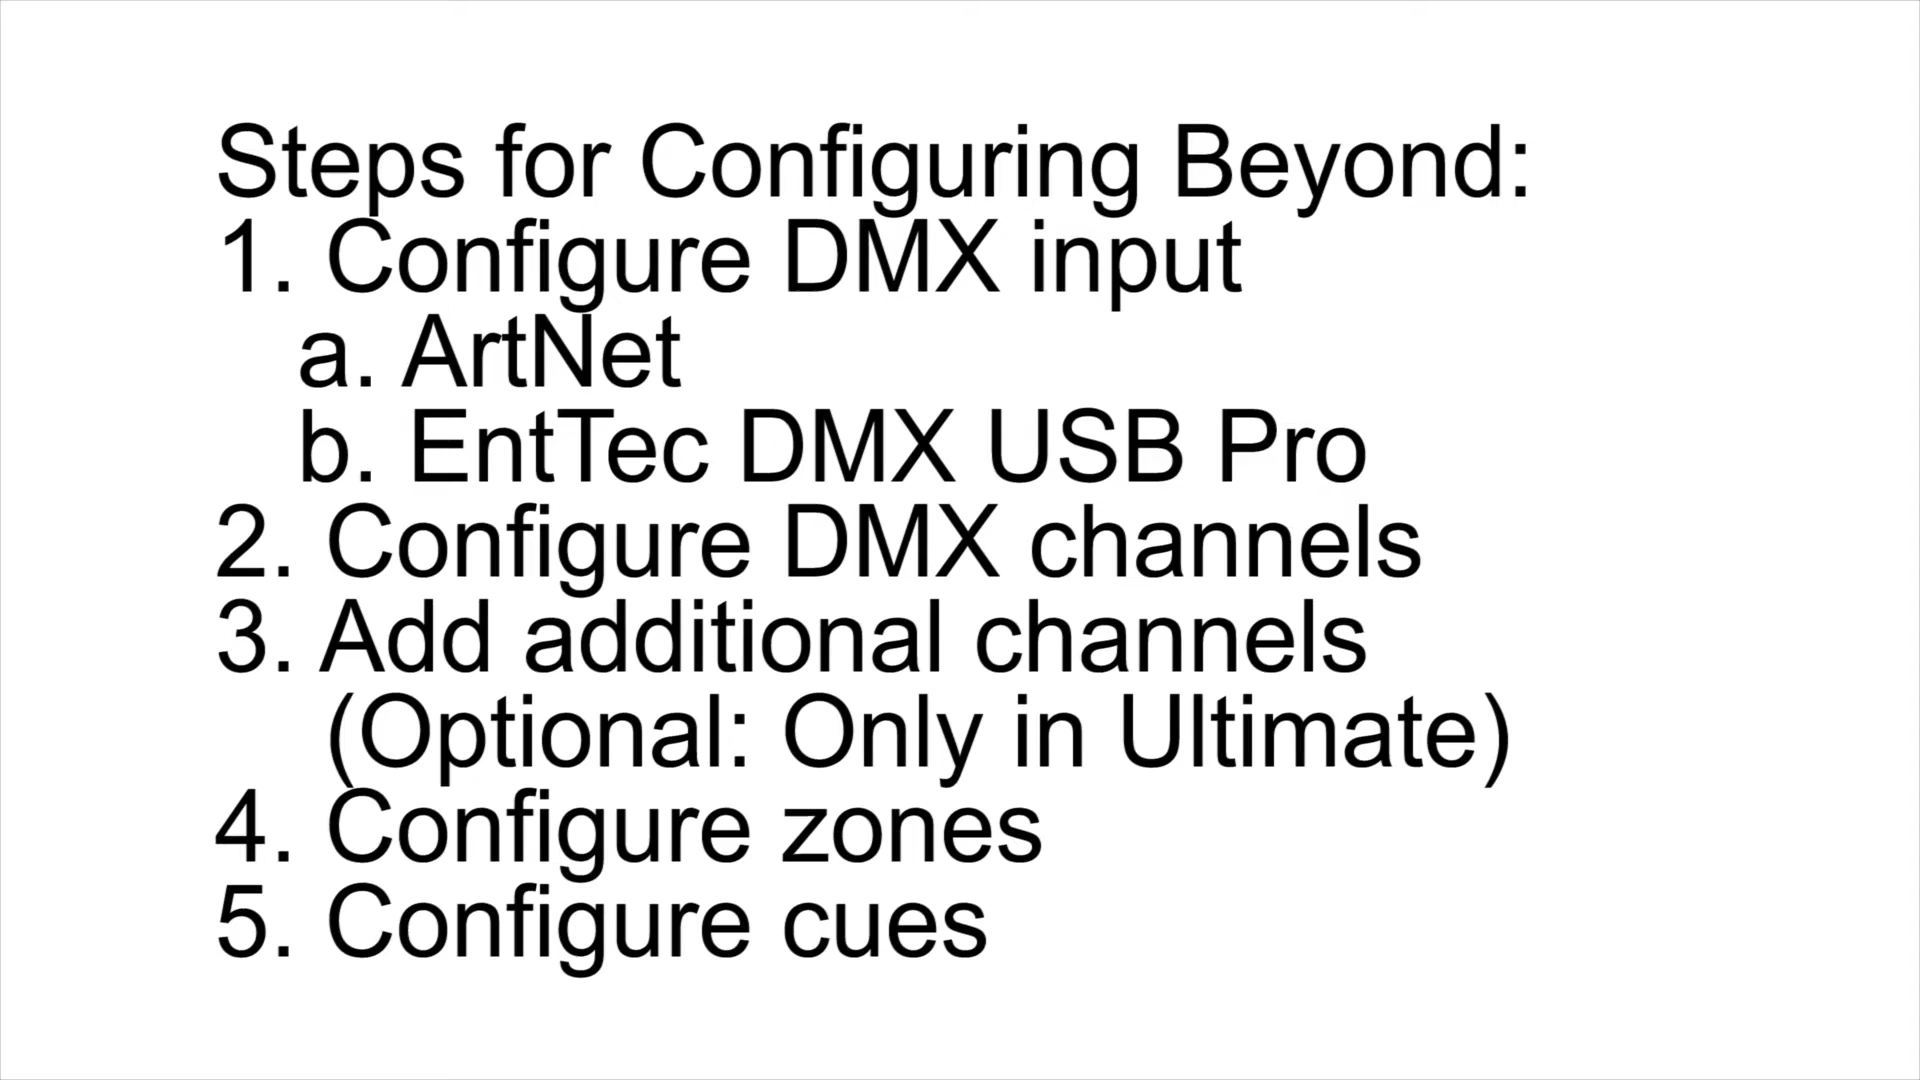 Steps for Configuring Beyond:
1. Configure DMX input
a. ArtNet
b. EntTec DMX USB Pro
2. Configure DMX channels
3. Add additional channels
(Optional: Only in Ultimate)
4. Configure zones
5. Configure cues